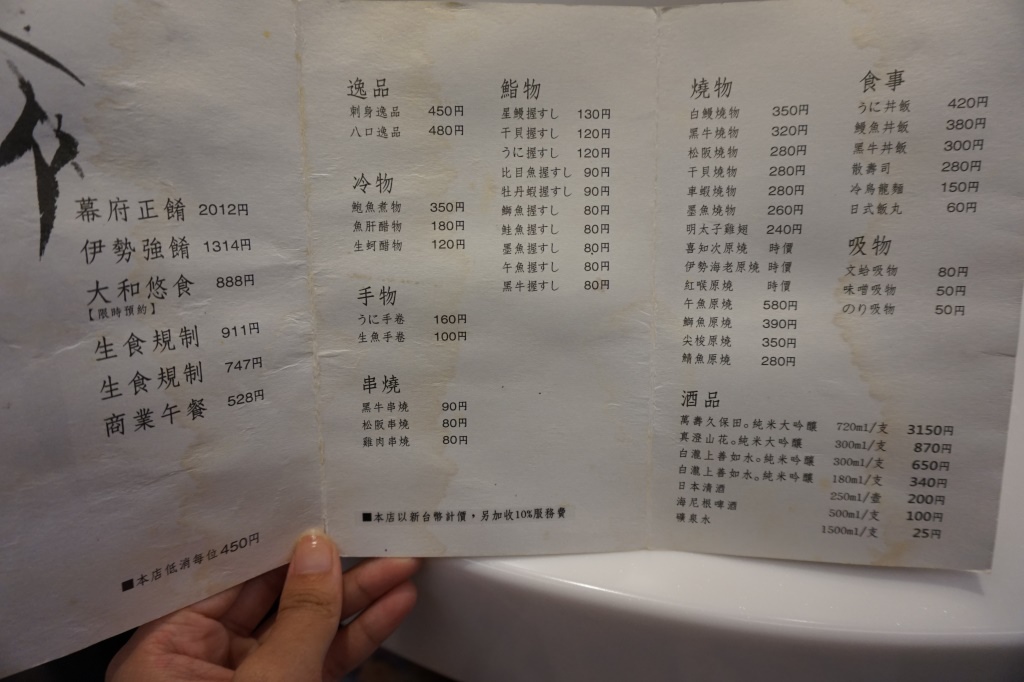 幕府正餚 2012円
伊勢強餚 1314円
大和悠食 888円
【限時預約】
生食規制 911円
生食規制 747円
商業午餐 528円
■本店低消每位450円
逸品
刺身逸品 450円
八口逸品 480円
冷物
鮑魚煮物 350円
魚肝醋物 180円
生蚵醋物 120円
手物
うに手卷 160円
生魚手卷 100円
串燒
黑牛串燒 90円
松阪串燒 80円
雞肉串燒 80円
■本店以新台幣計價，另加收10%服務費
鮨物
星鰻握すし 130円
干貝握すし 120円
うに握すし 120円
比目魚握すし 90円
牡丹蝦握すし 90円
鰤魚握すし 80円
鮭魚握すし 80円
墨魚握すし 80円
午魚握すし 80円
黑牛握すし 80円
燒物
白鰻燒物 350円
黑牛燒物 320円
松阪燒物 280円
干貝燒物 280円
車蝦燒物 280円
墨魚燒物 260円
明太子雞翅 240円
喜知次原燒 時價
伊勢海老原燒 時價
紅喉原燒 時價
午魚原燒 580円
鰤魚原燒 390円
尖梭原燒 350円
鯖魚原燒 280円
食事
うに丼飯 420円
鰻魚丼飯 380円
黑牛丼飯 300円
散壽司 280円
冷烏龍麵 150円
日式飯丸 60円
吸物
文蛤吸物 80円
味噌吸物 50円
のり吸物 50円
酒品
萬壽久保田。純米大吟釀 720ml/支 3150円
真澄山花。純米大吟釀 300ml/支 870円
白瀧上善如水。純米吟釀 300ml/支 650円
白瀧上善如水。純米吟釀 180ml/支 340円
日本清酒 250ml/壺 200円
海尼根啤酒 500ml/支 100円
礦泉水 1500ml/支 25円